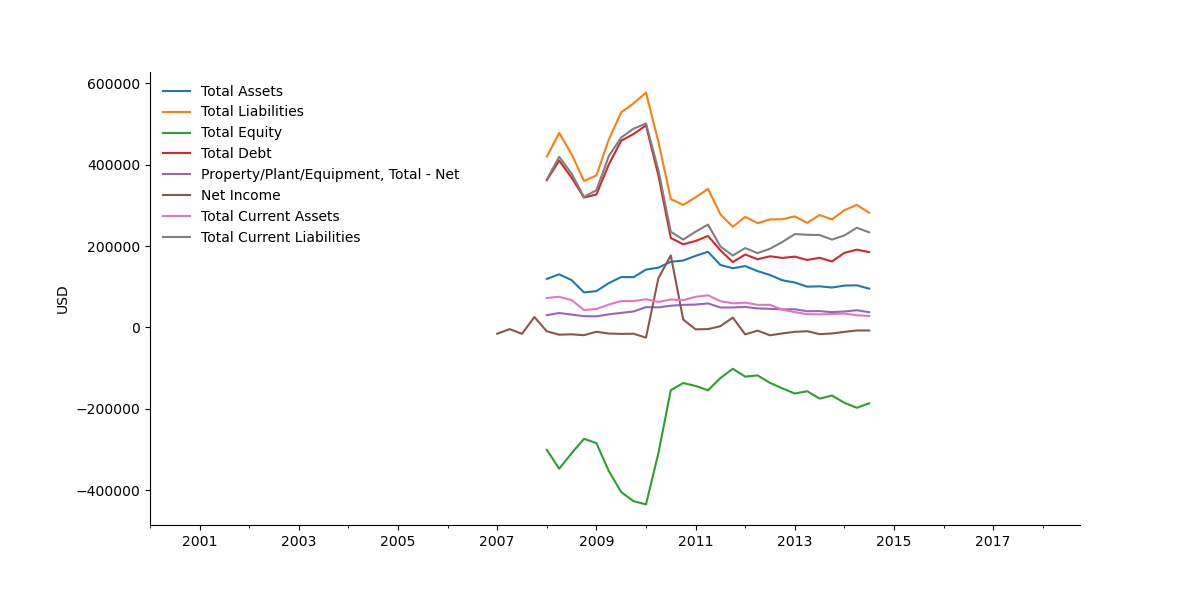 600000
400000
200000
0
−200000
−400000
USD
Total Assets
Total Liabilities
Total Equity
Total Debt
Property/Plant/Equipment, Total - Net
Net Income
Total Current Assets
Total Current Liabilities
2001 2003 2005 2007 2009 2011 2013 2015 2017